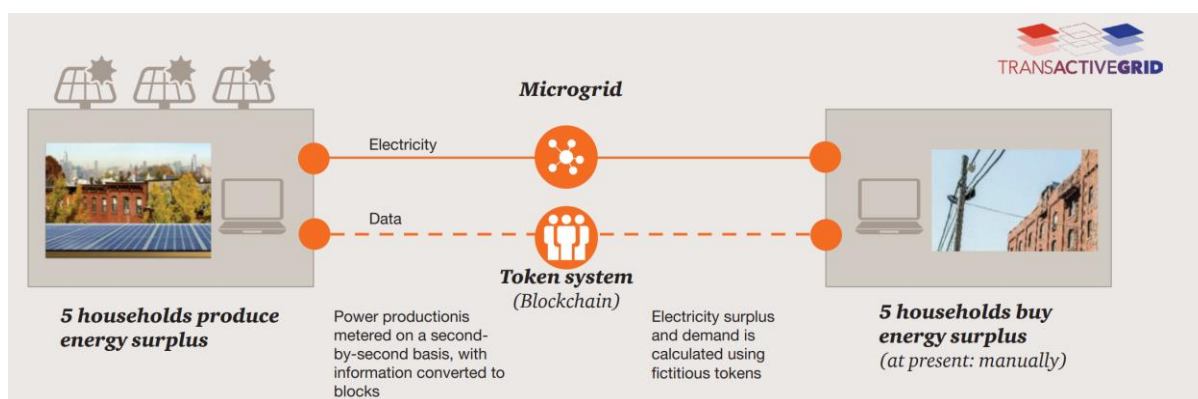 TRANSACTIVEGRID
Microgrid
Electricity
Data
Token system
(Blockchain)
5 households produce
energy surplus
Power productionis
metered on a second-
by-second basis, with
information converted to
blocks
Electricity surplus
and demand is
calculated using
fictitious tokens
5 households buy
energy surplus
(at present: manually)